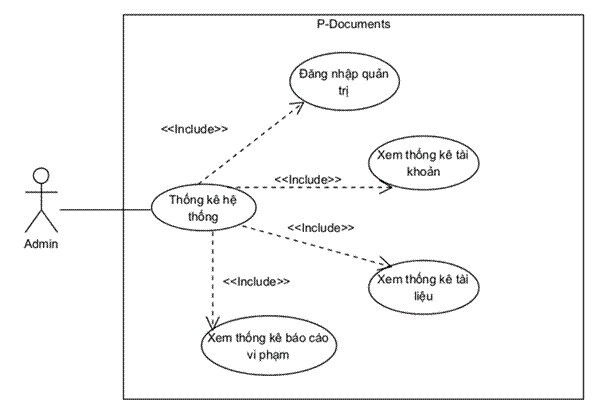 P-Documents
Đăng nhập quản
trị
<<Include>>
Xem thống kê tài
khoản
<<Include>>
Thống kê hệ
thống
<<Include>>
Admin
Xem thống kê tài
liệu
<<Include>>
Xem thống kê báo cáo
vi phạm